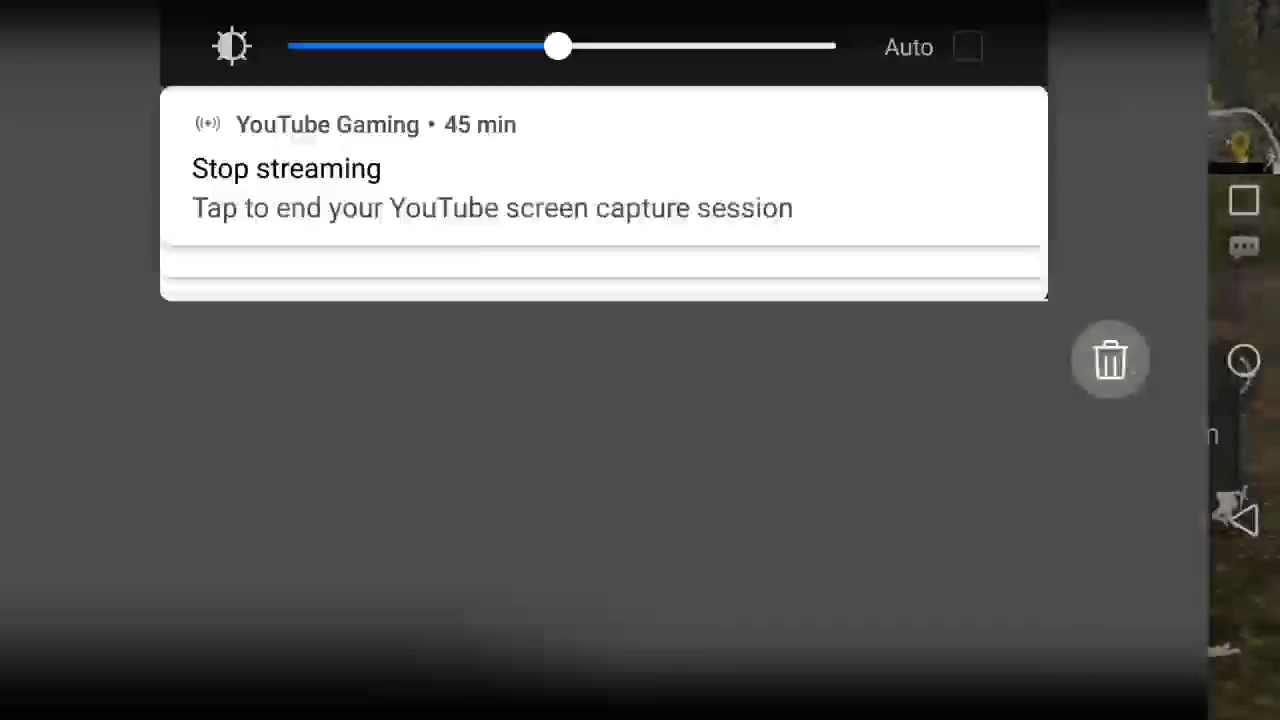 Auto
YouTube Gaming • 45 min
Stop streaming
Tap to end your YouTube screen capture session